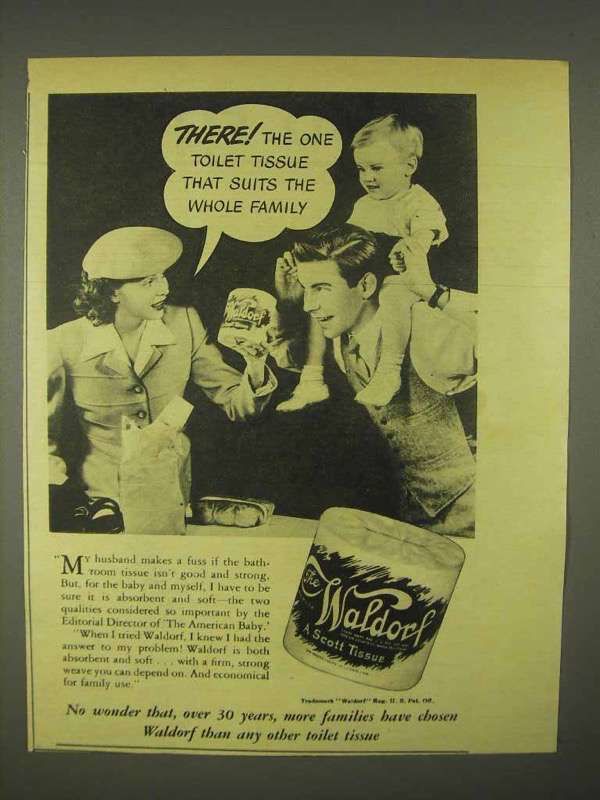 THERE! THE ONE
TOILET TISSUE
THAT SUITS THE
WHOLE FAMILY
Waldorf
"MY husband makes a fuss if the bath-
room tissue isn't good and strong.
But, for the baby and myself, I have to be
sure it is absorbent and soft—the two
qualities considered so important by the
Editorial Director of 'The American Baby.'
"When I tried Waldorf, I knew I had the
answer to my problem! Waldorf is both
absorbent and soft . . . with a firm, strong
weave you can depend on. And economical
for family use."
The
Waldorf
A Scott Tissue
Trademark "Waldorf" Reg. U. S. Pat. Off.
No wonder that, over 30 years, more families have chosen
Waldorf than any other toilet tissue